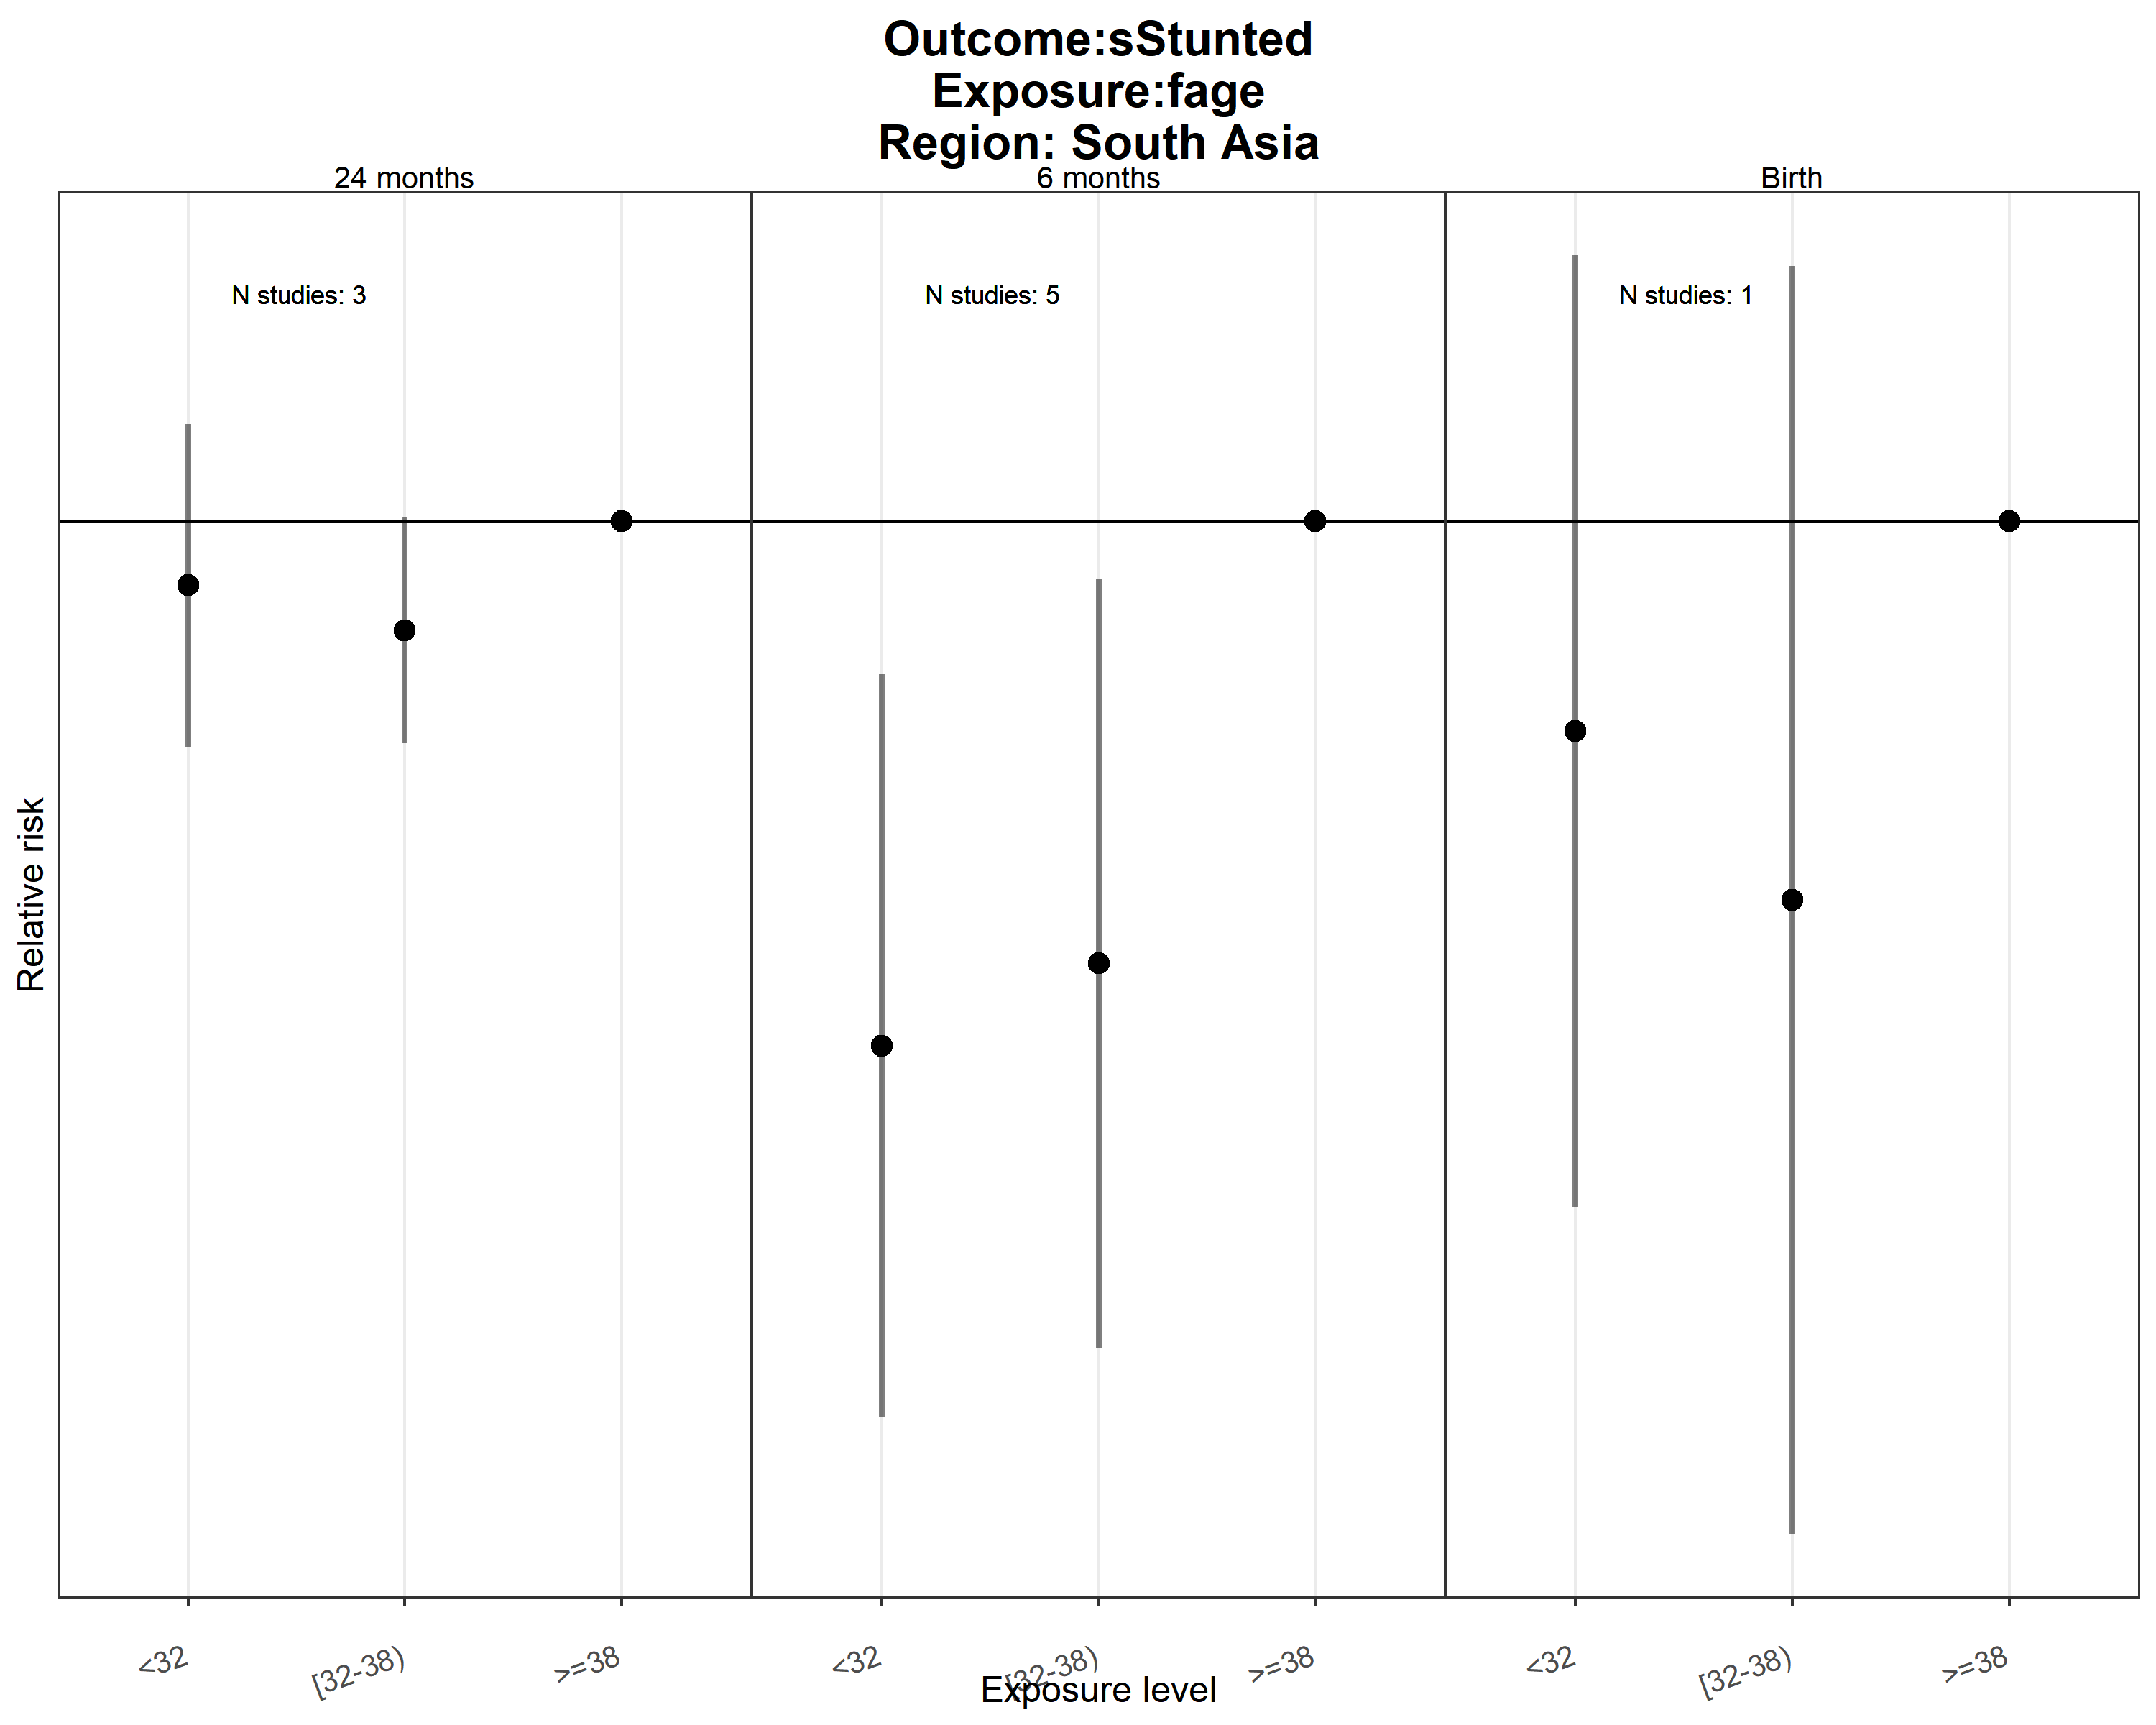 Outcome:sStunted
Exposure:fage
Region: South Asia
24 months
6 months
Birth
N studies: 3
N studies: 5
N studies: 1
Relative risk
<32
[32-38)
>=38
<32
[32-38)
>=38
<32
[32-38)
>=38
Exposure level